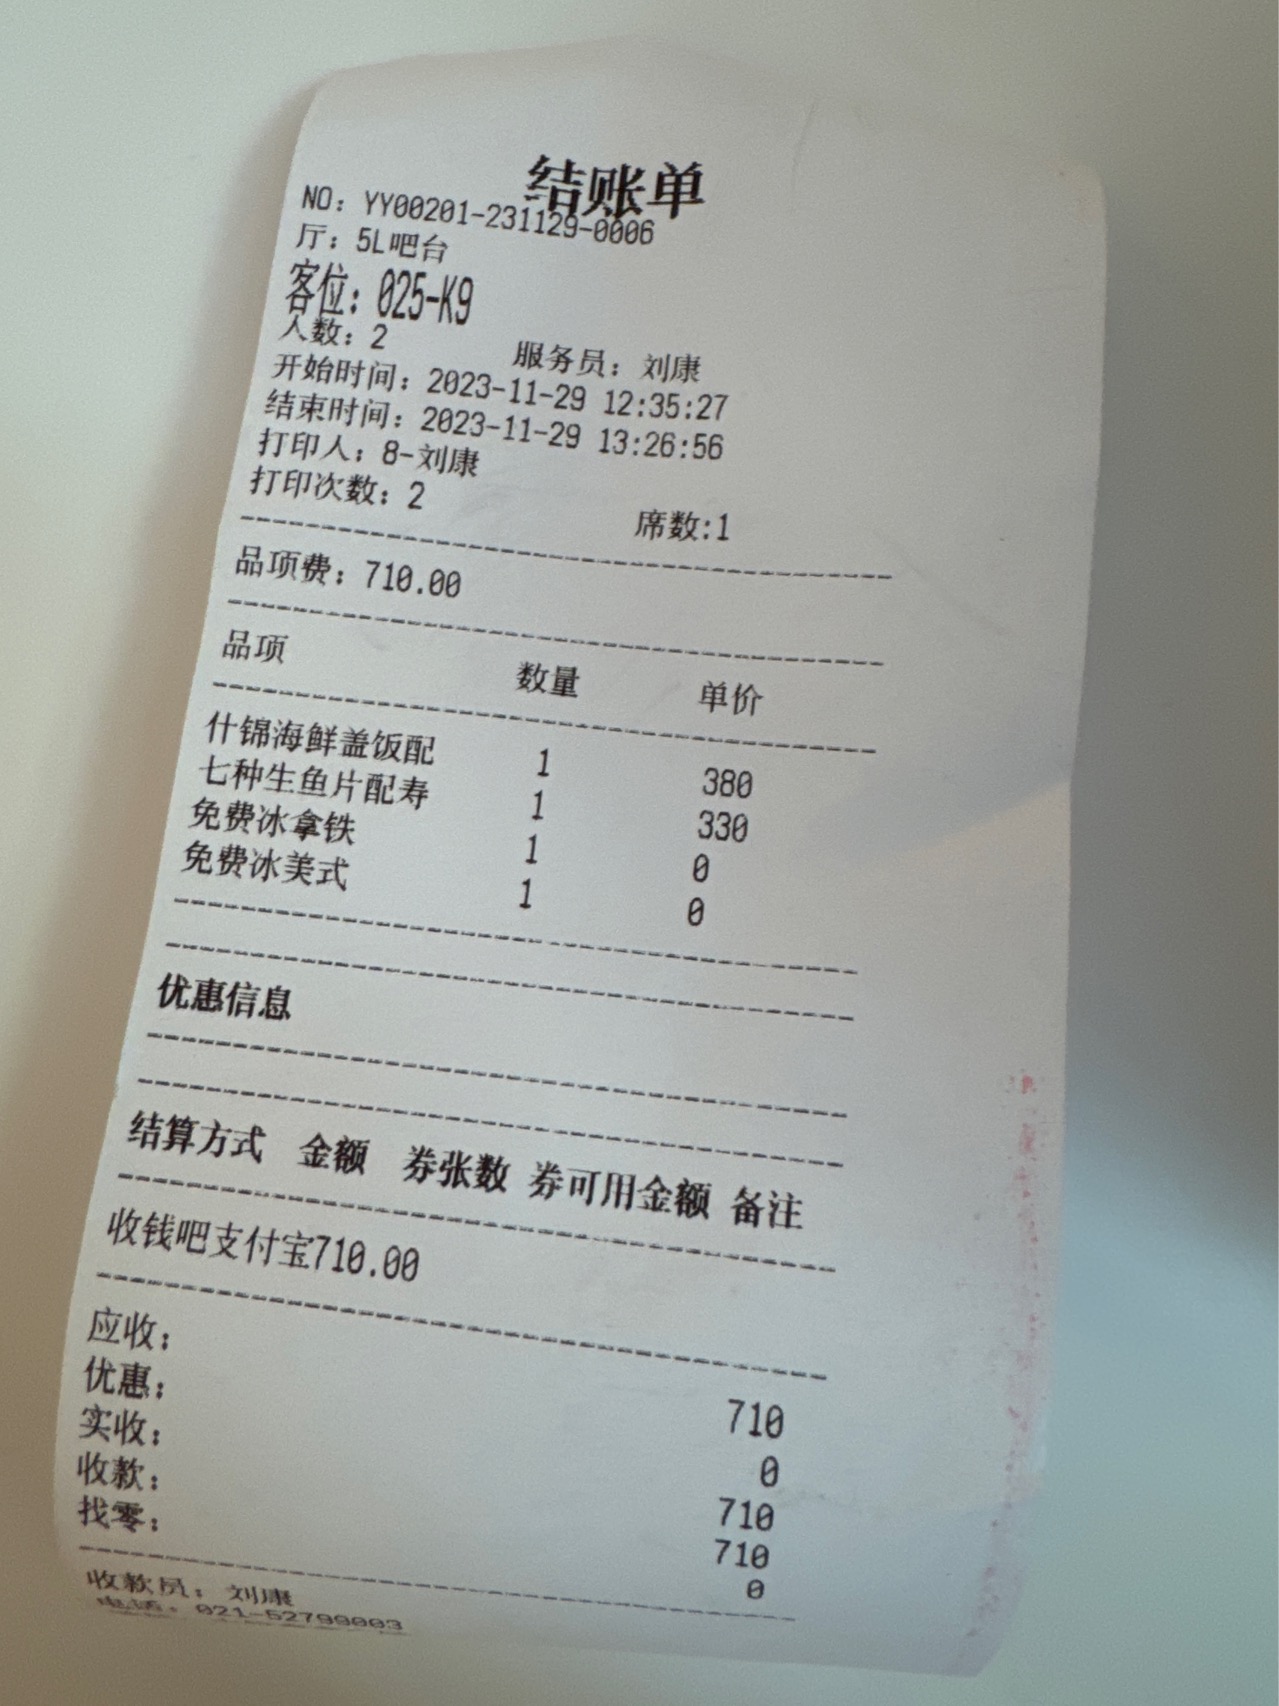 结账单
NO：YY00201-231129-0006
厅：5L吧台
客位：025-K9
人数：2 服务员：刘康
开始时间：2023-11-29 12:35:27
结束时间：2023-11-29 13:26:56
打印人：8-刘康
打印次数：2 席数:1
品项费：710.00
品项 数量 单价
什锦海鲜盖饭配 1 380
七种生鱼片配寿 1 330
免费冰拿铁 1 0
免费冰美式 1 0
优惠信息
结算方式 金额 券张数 券可用金额 备注
收钱吧支付宝710.00
应收： 710
优惠： 0
实收： 710
收款： 710
找零： 0
收款员：刘康
电话：021-52799003